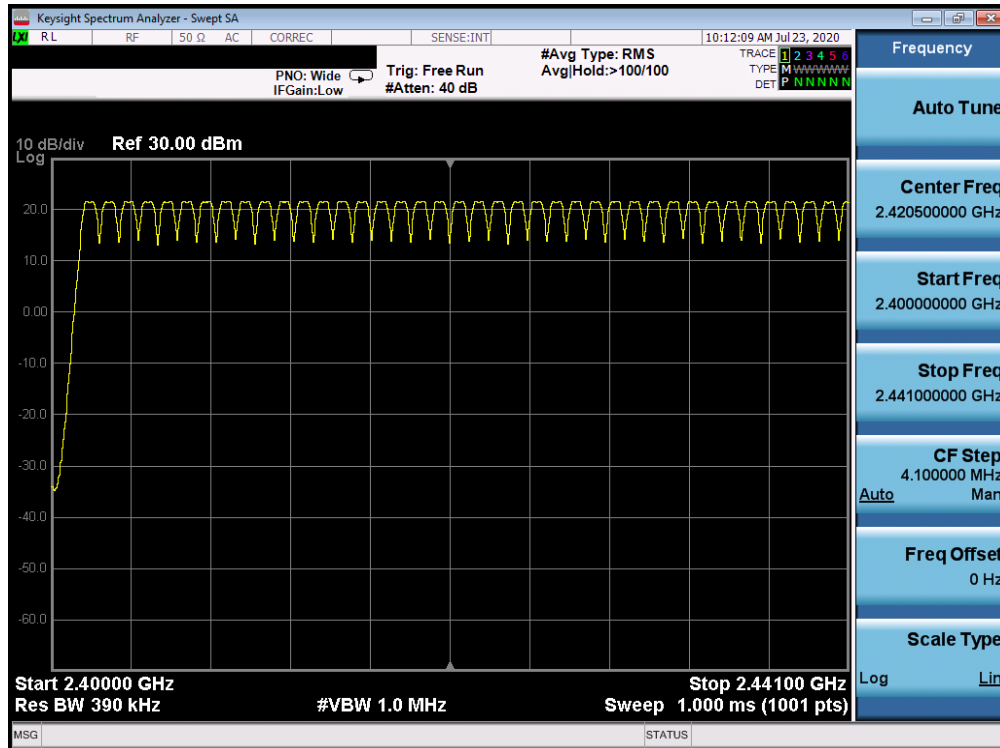 Keysight Spectrum Analyzer - Swept SA
LXI RL RF 50 Ω AC CORREC SENSE:INT 10:12:09 AM Jul 23, 2020
PNO: Wide Trig: Free Run #Avg Type: RMS TRACE 1 2 3 4 5 6
IFGain:Low #Atten: 40 dB Avg|Hold:>100/100 TYPE M WWWWW
DET P N N N N N
10 dB/div Ref 30.00 dBm
Log
20.0
10.0
0.00
-10.0
-20.0
-30.0
-40.0
-50.0
-60.0
Start 2.40000 GHz Stop 2.44100 GHz
Res BW 390 kHz #VBW 1.0 MHz Sweep 1.000 ms (1001 pts)
MSG STATUS
Frequency
Auto Tune
Center Freq
2.420500000 GHz
Start Freq
2.400000000 GHz
Stop Freq
2.441000000 GHz
CF Step
4.100000 MHz
Auto Man
Freq Offset
0 Hz
Scale Type
Log Lin